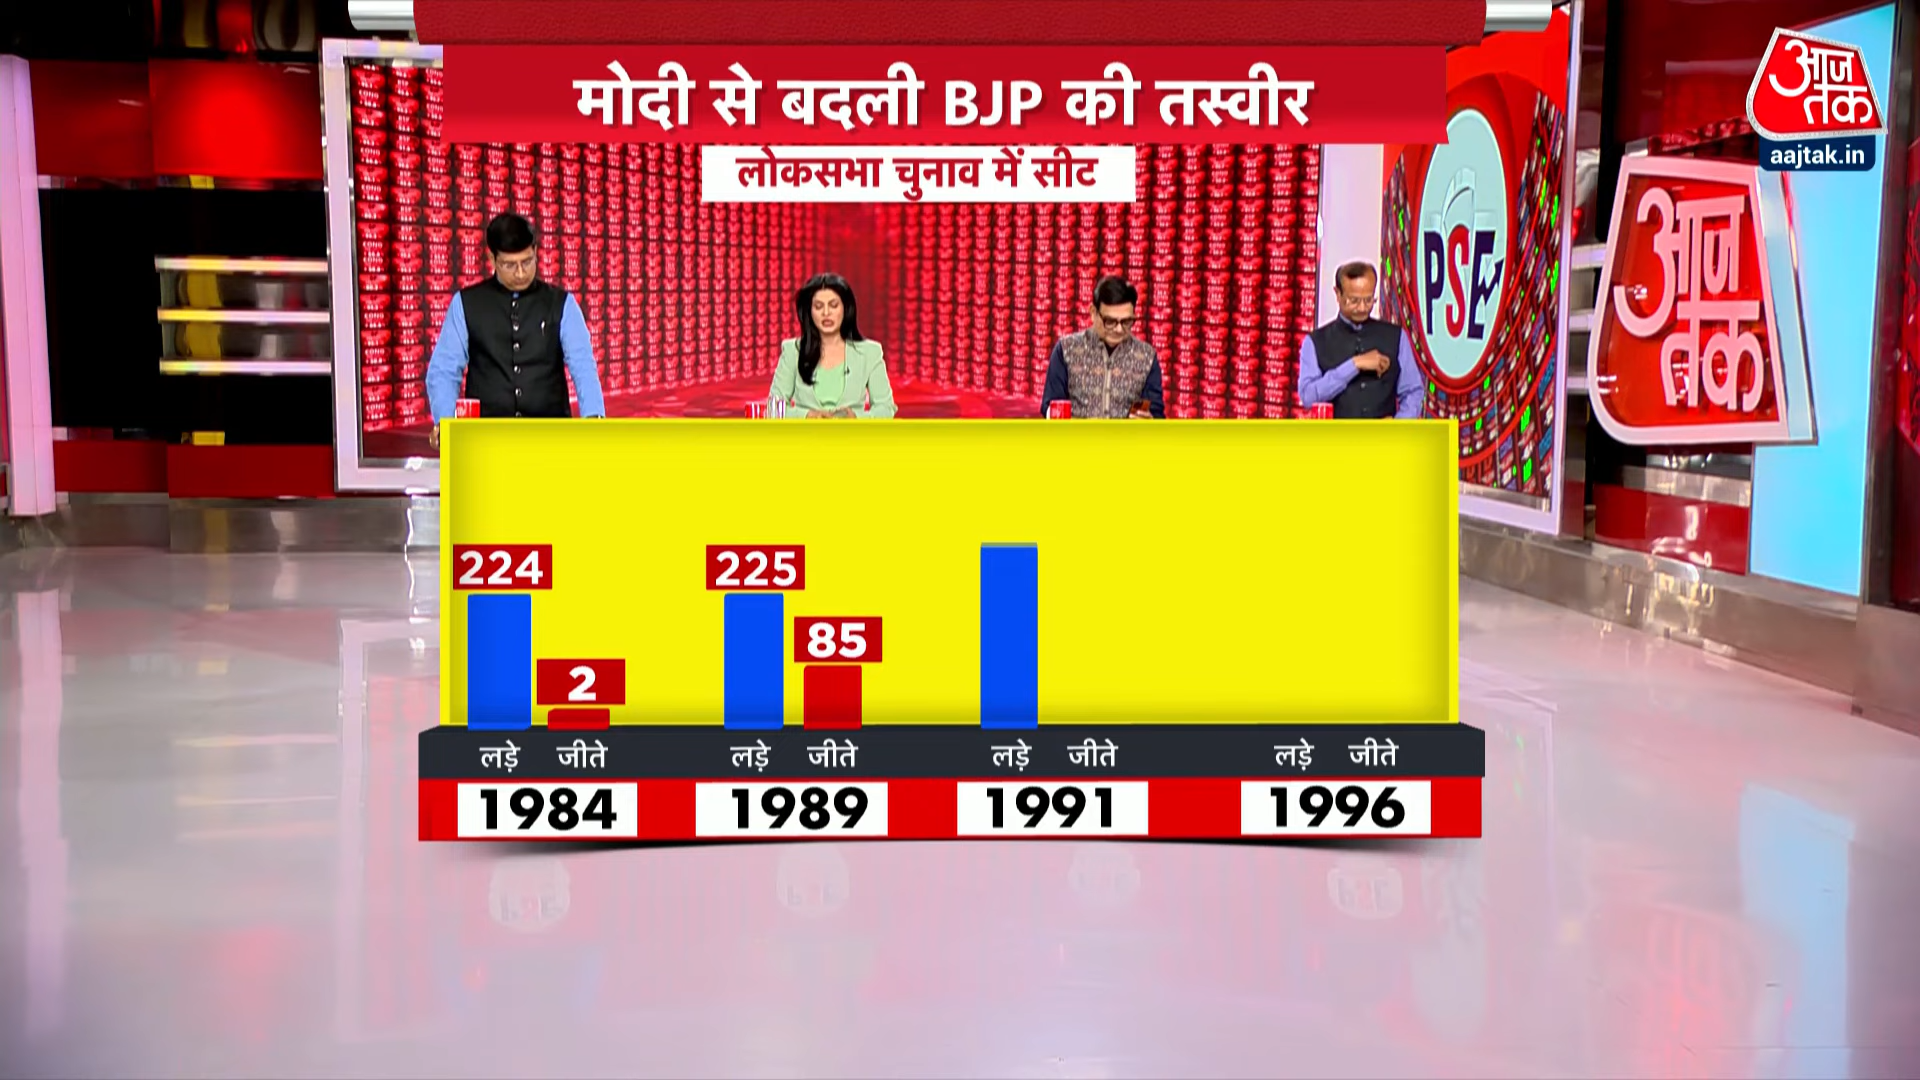 मोदी से बदली BJP की तस्वीर
लोकसभा चुनाव में सीट
आज तक
aajtak.in
आज तक
PSE
224
2
225
85
लड़े जीते लड़े जीते लड़े जीते लड़े जीते
1984 1989 1991 1996